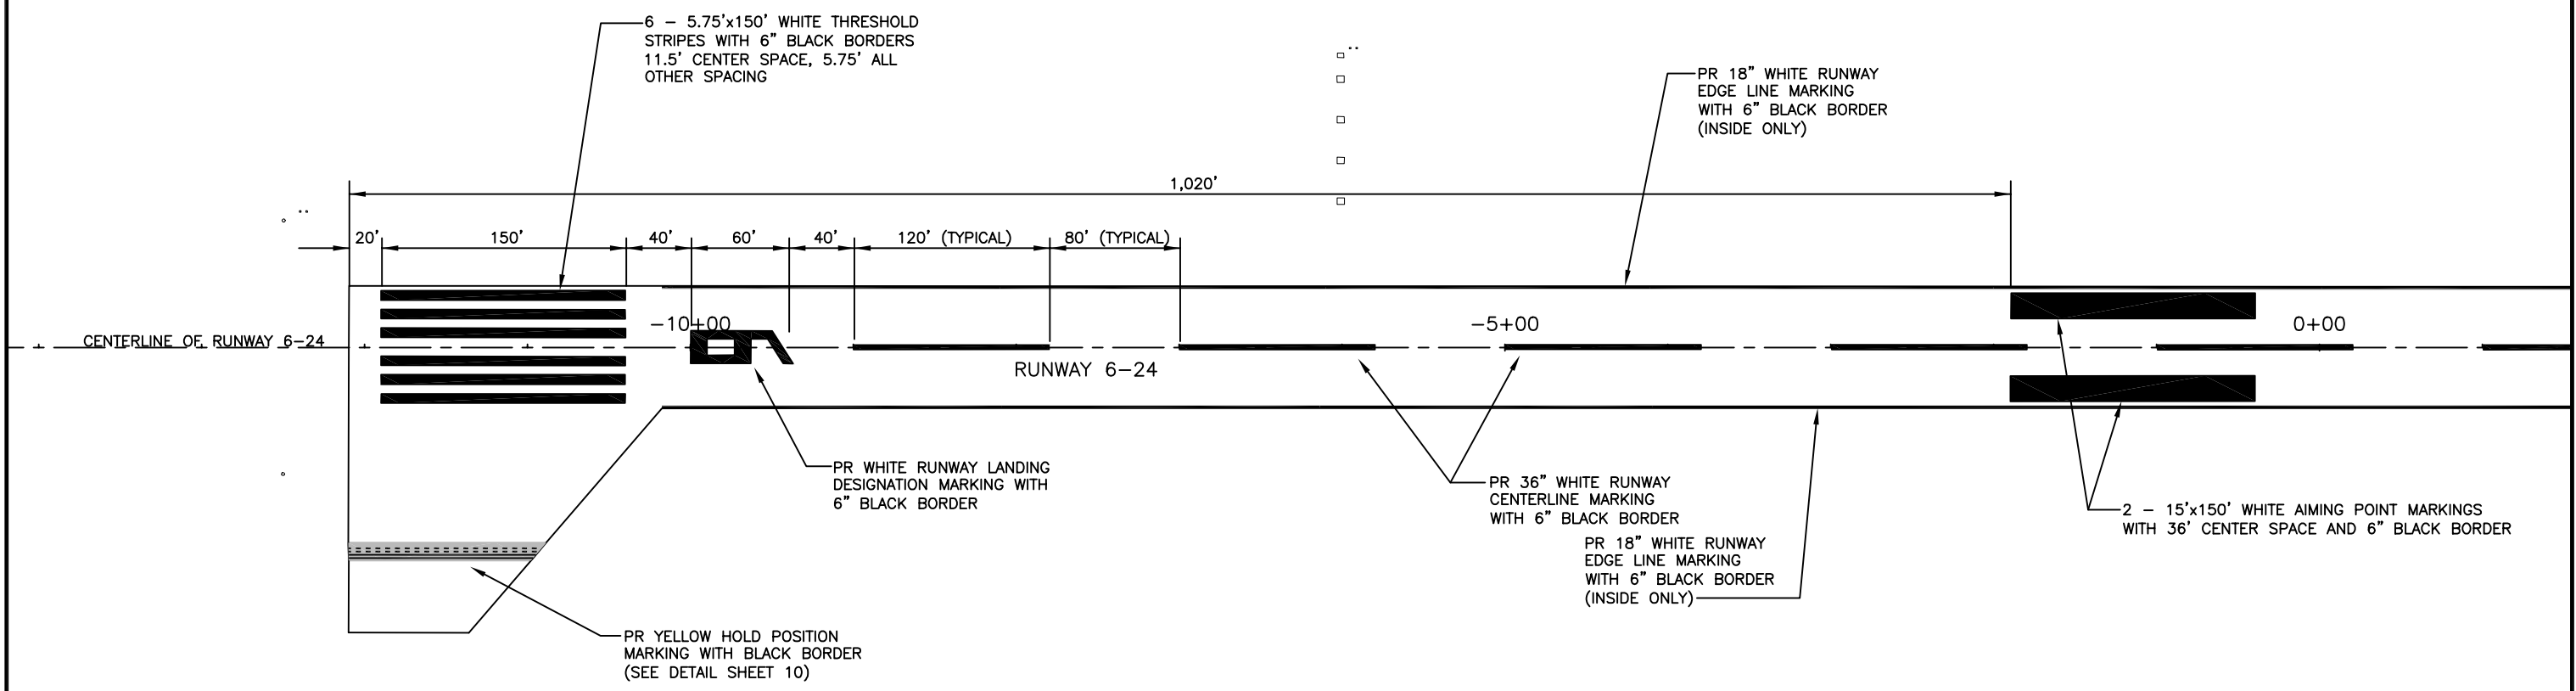 6 – 5.75'x150' WHITE THRESHOLD
STRIPES WITH 6" BLACK BORDERS
11.5' CENTER SPACE, 5.75' ALL
OTHER SPACING
PR 18" WHITE RUNWAY
EDGE LINE MARKING
WITH 6" BLACK BORDER
(INSIDE ONLY)
1,020'
20'
150'
40'
60'
40'
120' (TYPICAL)
80' (TYPICAL)
-10+00
-5+00
0+00
CENTERLINE OF RUNWAY 6-24
6
RUNWAY 6-24
PR WHITE RUNWAY LANDING
DESIGNATION MARKING WITH
6" BLACK BORDER
PR 36" WHITE RUNWAY
CENTERLINE MARKING
WITH 6" BLACK BORDER
2 – 15'x150' WHITE AIMING POINT MARKINGS
WITH 36' CENTER SPACE AND 6" BLACK BORDER
PR 18" WHITE RUNWAY
EDGE LINE MARKING
WITH 6" BLACK BORDER
(INSIDE ONLY)
PR YELLOW HOLD POSITION
MARKING WITH BLACK BORDER
(SEE DETAIL SHEET 10)